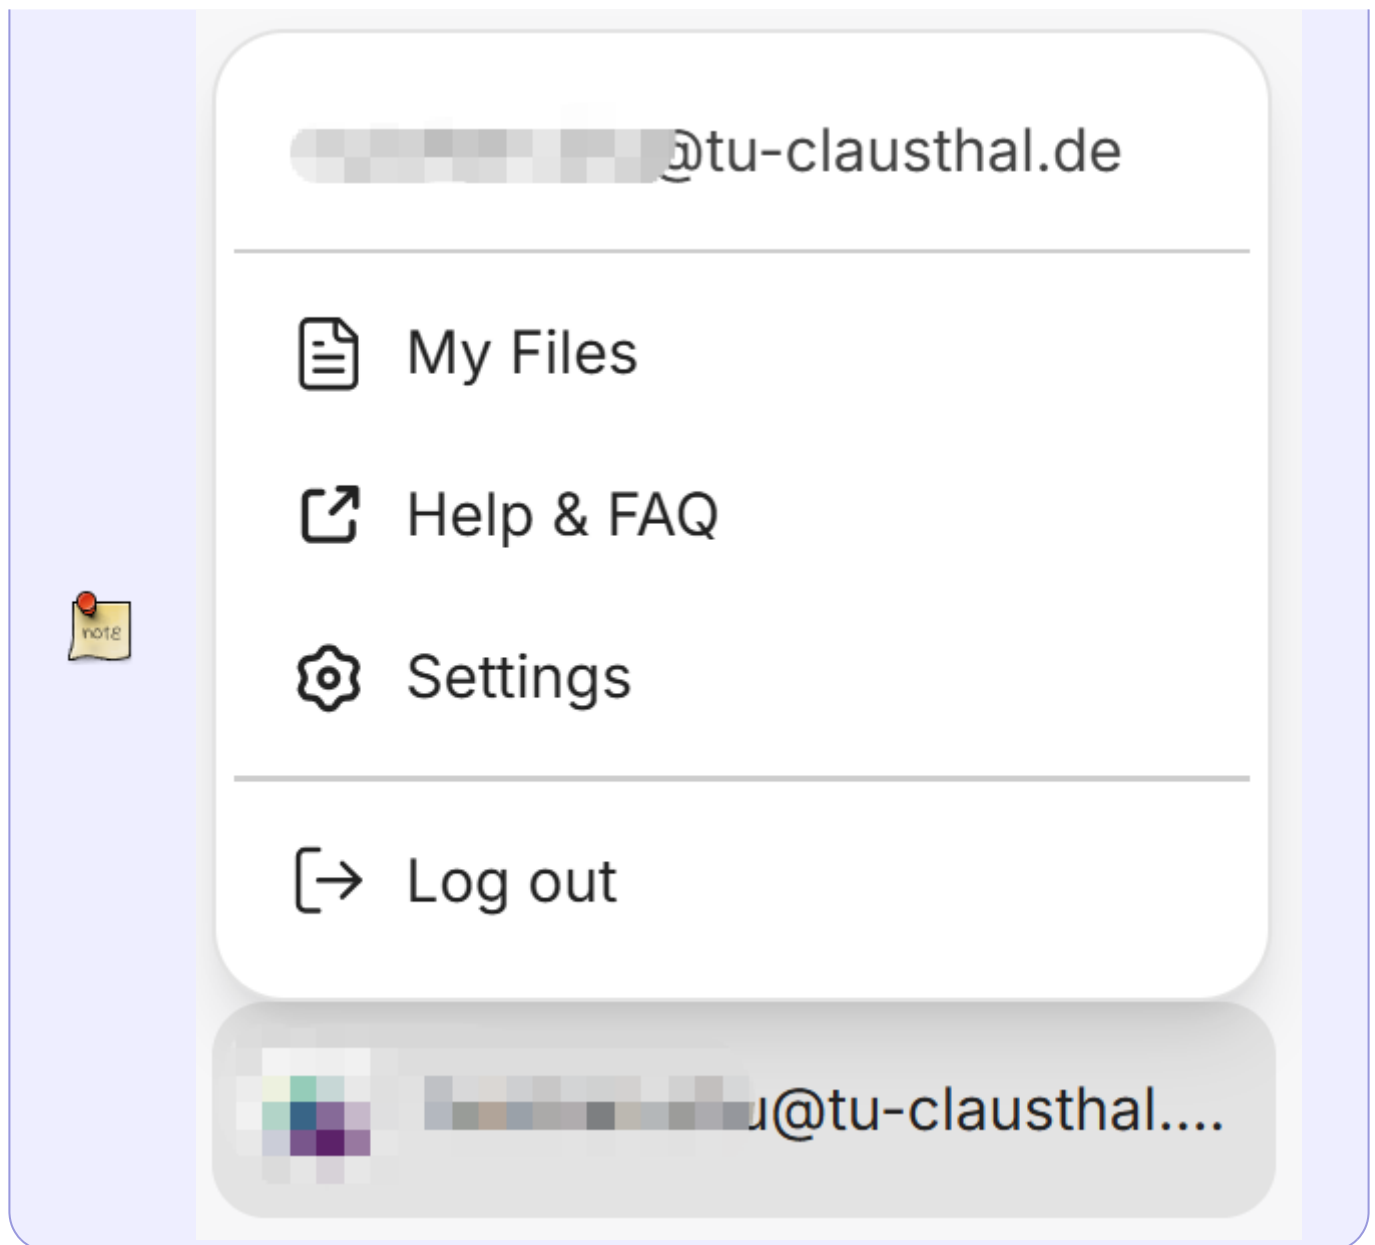 @tu-clausthal.de
My Files
Help & FAQ
note
Settings
Log out
u@tu-clausthal....